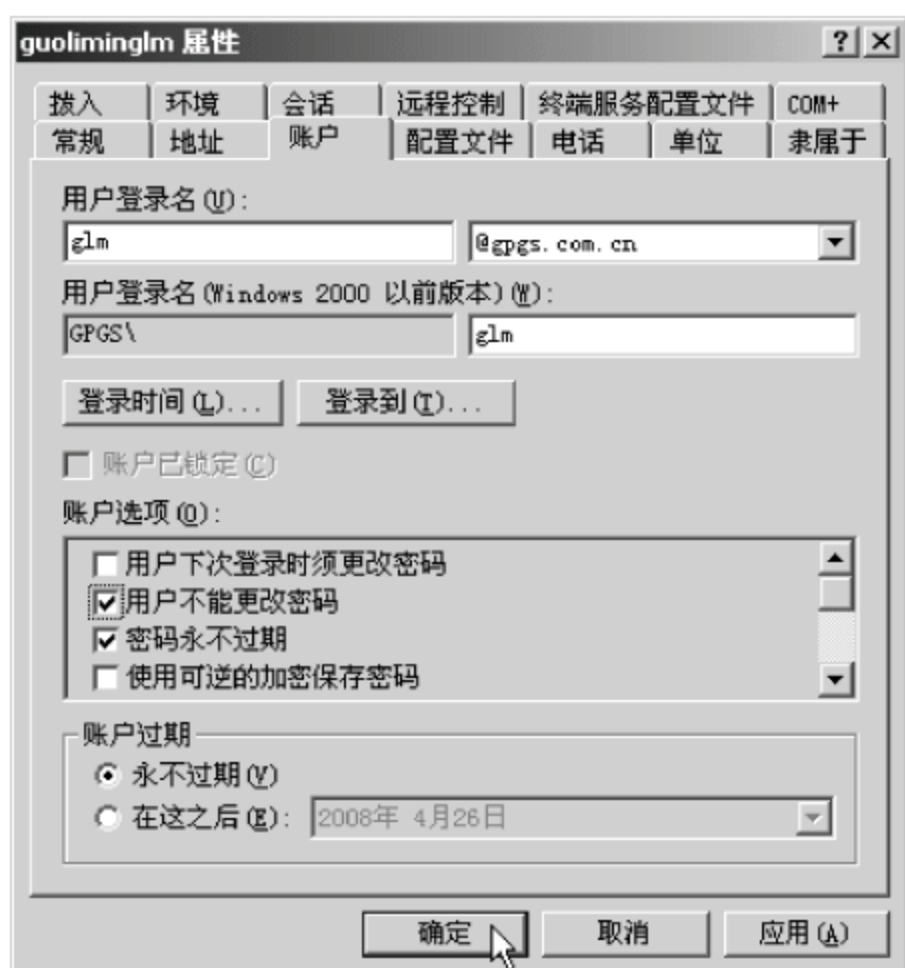 guoliminglm 属性
拨入 环境 会话 远程控制 终端服务配置文件 COM+
常规 地址 账户 配置文件 电话 单位 隶属于
用户登录名(U):
glm @gpgs.com.cn
用户登录名(Windows 2000 以前版本)(W):
GPGS\ glm
登录时间(L)... 登录到(T)...
账户已锁定(C)
账户选项(O):
用户下次登录时须更改密码
用户不能更改密码
密码永不过期
使用可逆的加密保存密码
账户过期
永不过期(V)
在这之后(E): 2008年 4月26日
确定 取消 应用(A)